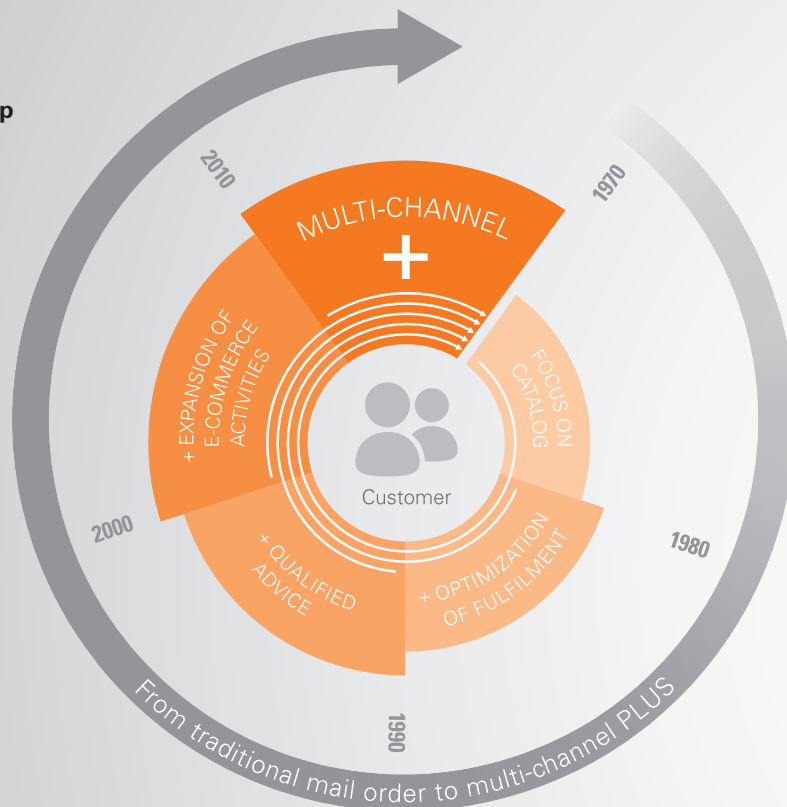 p
2010
1970
MULTI-CHANNEL
+
FOCUS ON
CATALOG
+ EXPANSION OF
E-COMMERCE
ACTIVITIES
Customer
2000
1980
+ QUALIFIED
ADVICE
+ OPTIMIZATION
OF FULFILMENT
1990
From traditional mail order to multi-channel PLUS